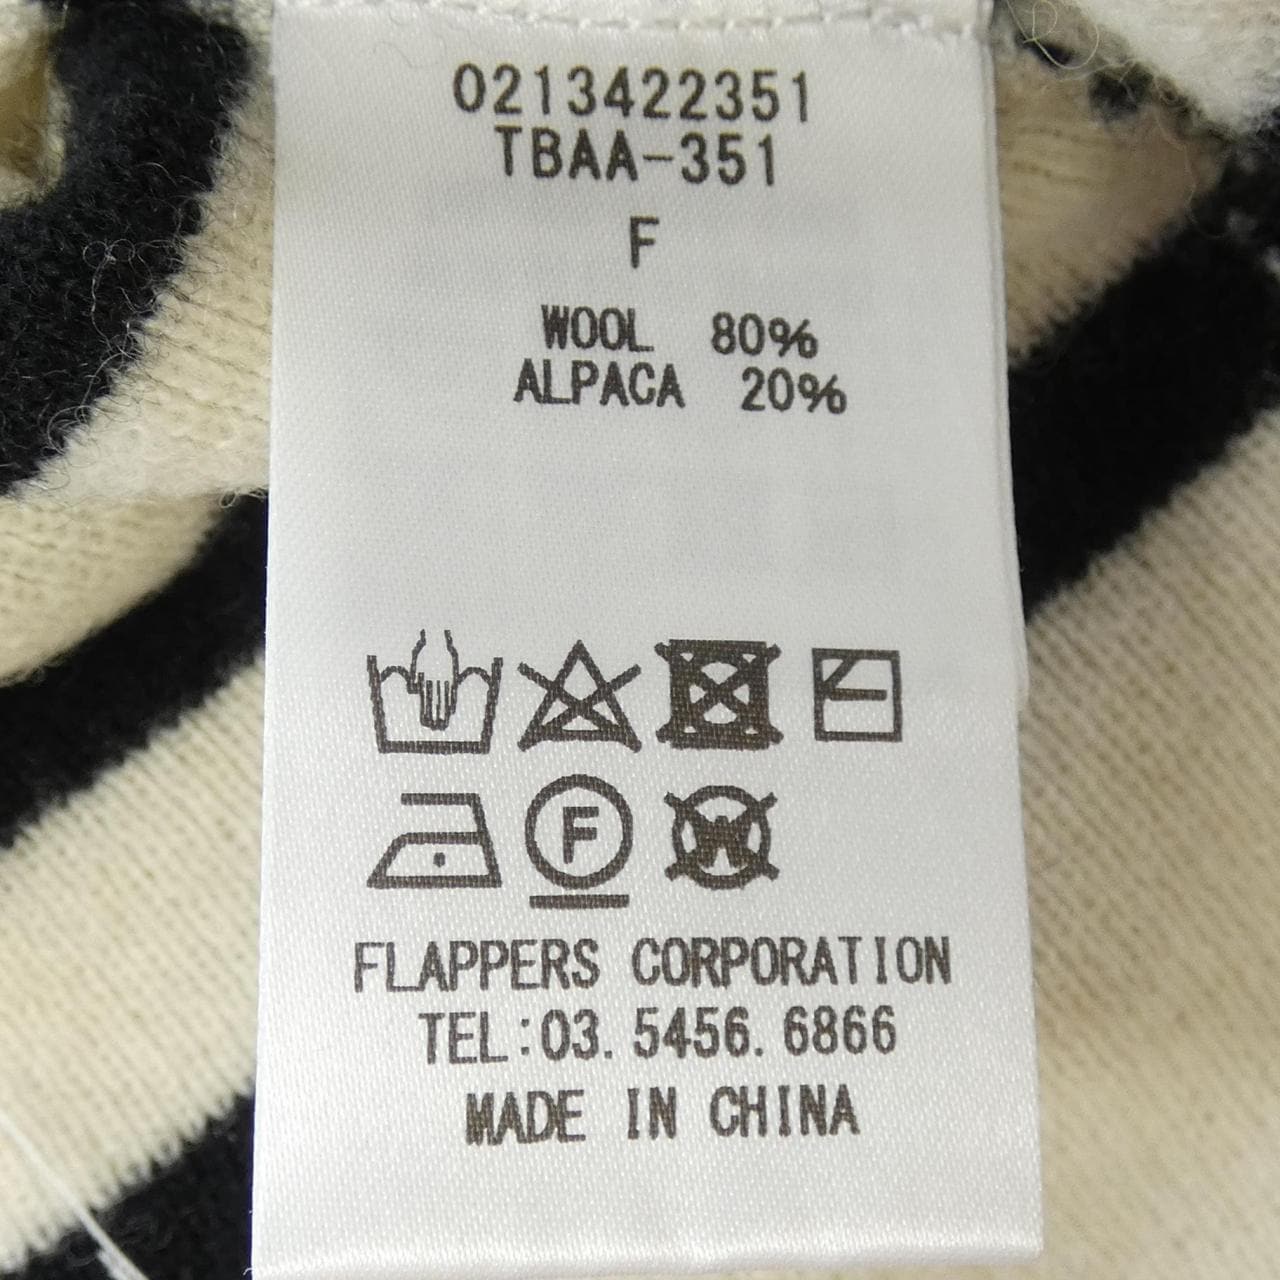 0213422351
TBAA-351
F
WOOL 80%
ALPACA 20%
F
W
FLAPPERS CORPORATION
TEL:03.5456.6866
MADE IN CHINA